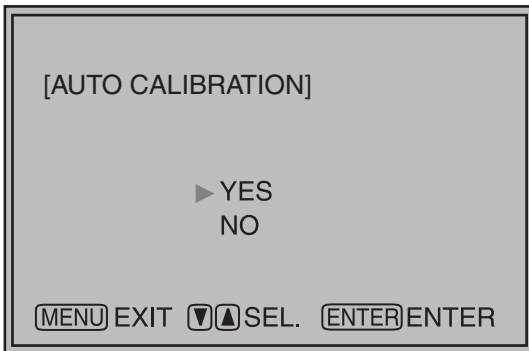 [AUTO CALIBRATION]
▶ YES
NO
MENU EXIT ▼▲ SEL. ENTER ENTER